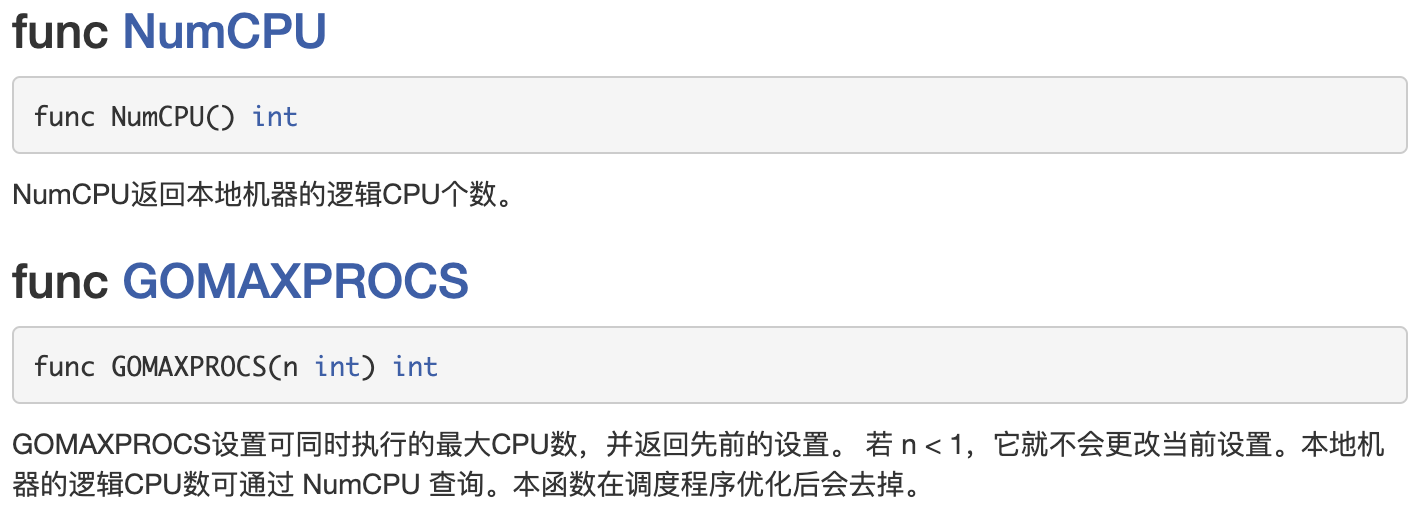 func NumCPU
func NumCPU() int
NumCPU返回本地机器的逻辑CPU个数。
func GOMAXPROCS
func GOMAXPROCS(n int) int
GOMAXPROCS设置可同时执行的最大CPU数，并返回先前的设置。 若 n < 1，它就不会更改当前设置。本地机
器的逻辑CPU数可通过 NumCPU 查询。本函数在调度程序优化后会去掉。